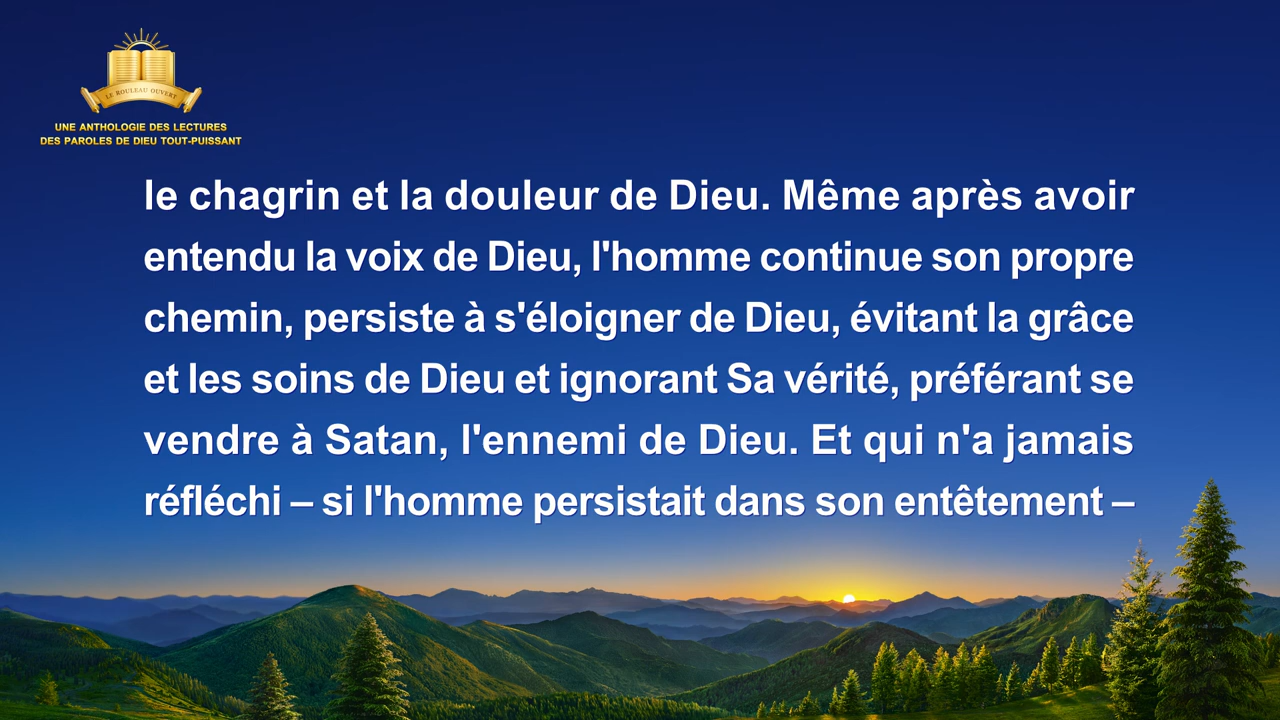 LE ROULEAU OUVERT
UNE ANTHOLOGIE DES LECTURES
DES PAROLES DE DIEU TOUT-PUISSANT
le chagrin et la douleur de Dieu. Même après avoir
entendu la voix de Dieu, l'homme continue son propre
chemin, persiste à s'éloigner de Dieu, évitant la grâce
et les soins de Dieu et ignorant Sa vérité, préférant se
vendre à Satan, l'ennemi de Dieu. Et qui n'a jamais
réfléchi – si l'homme persistait dans son entêtement –